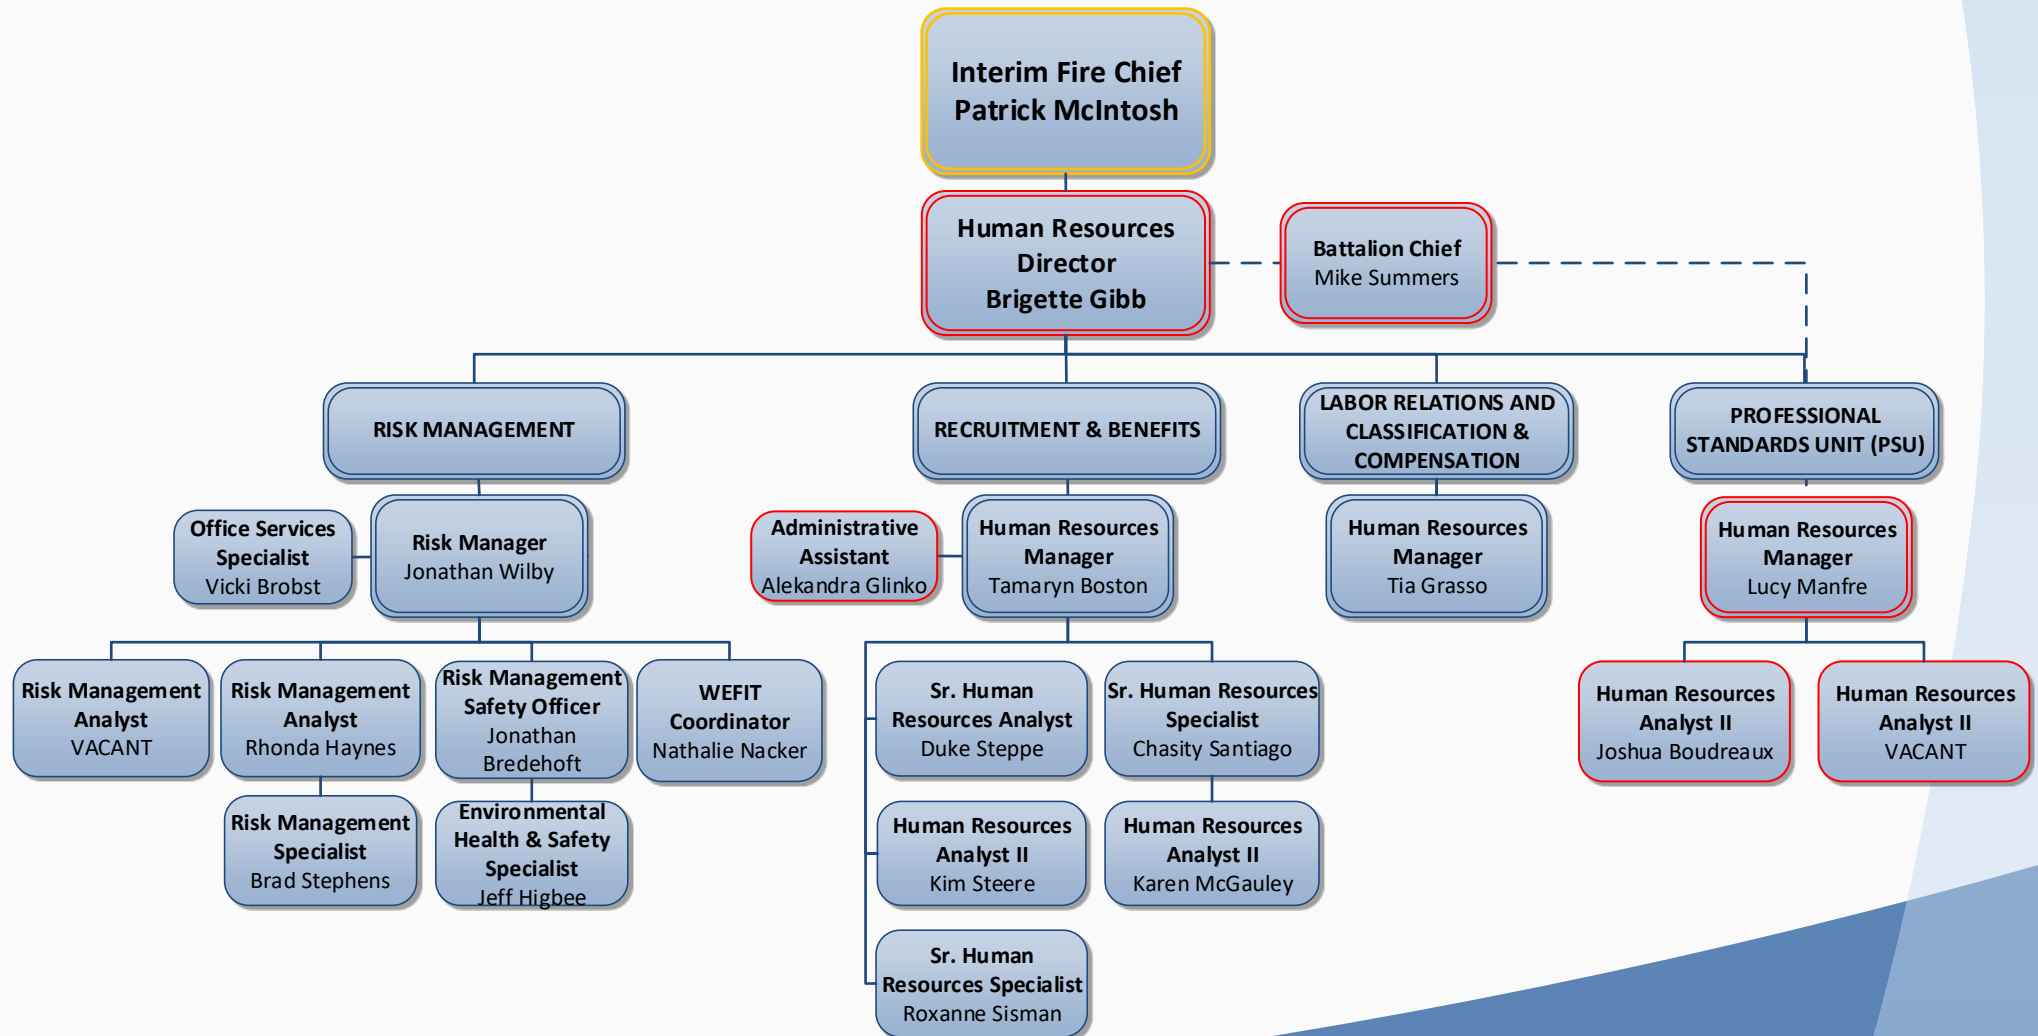 Interim Fire Chief
Patrick McIntosh
Human Resources
Director
Brigette Gibb
Battalion Chief
Mike Summers
RISK MANAGEMENT
RECRUITMENT & BENEFITS
LABOR RELATIONS AND
CLASSIFICATION &
COMPENSATION
PROFESSIONAL
STANDARDS UNIT (PSU)
Office Services
Specialist
Vicki Brobst
Risk Manager
Jonathan Wilby
Administrative
Assistant
Alekandra Glinko
Human Resources
Manager
Tamaryn Boston
Human Resources
Manager
Tia Grasso
Human Resources
Manager
Lucy Manfre
Risk Management
Analyst
VACANT
Risk Management
Analyst
Rhonda Haynes
Risk Management
Safety Officer
Jonathan
Bredehoft
WEFIT
Coordinator
Nathalie Nacker
Sr. Human
Resources Analyst
Duke Steppe
Sr. Human Resources
Specialist
Chasity Santiago
Human Resources
Analyst II
Joshua Boudreaux
Human Resources
Analyst II
VACANT
Risk Management
Specialist
Brad Stephens
Environmental
Health & Safety
Specialist
Jeff Higbee
Human Resources
Analyst II
Kim Steere
Human Resources
Analyst II
Karen McGauley
Sr. Human
Resources Specialist
Roxanne Sisman